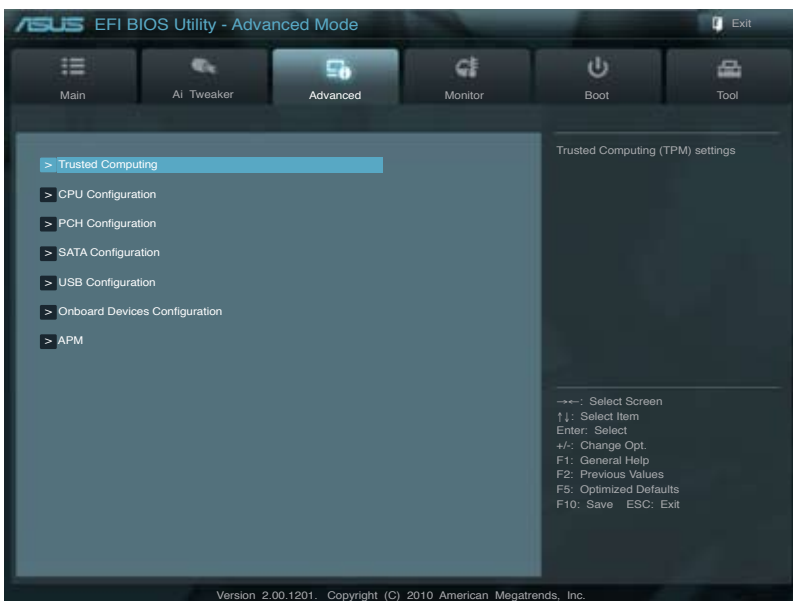 ASUS EFI BIOS Utility - Advanced Mode
Exit
Main
Ai Tweaker
Advanced
Monitor
Boot
Tool
> Trusted Computing
> CPU Configuration
> PCH Configuration
> SATA Configuration
> USB Configuration
> Onboard Devices Configuration
> APM
Trusted Computing (TPM) settings
→←: Select Screen
↑↓: Select Item
Enter: Select
+/-: Change Opt.
F1: General Help
F2: Previous Values
F5: Optimized Defaults
F10: Save ESC: Exit
Version 2.00.1201. Copyright (C) 2010 American Megatrends, Inc.